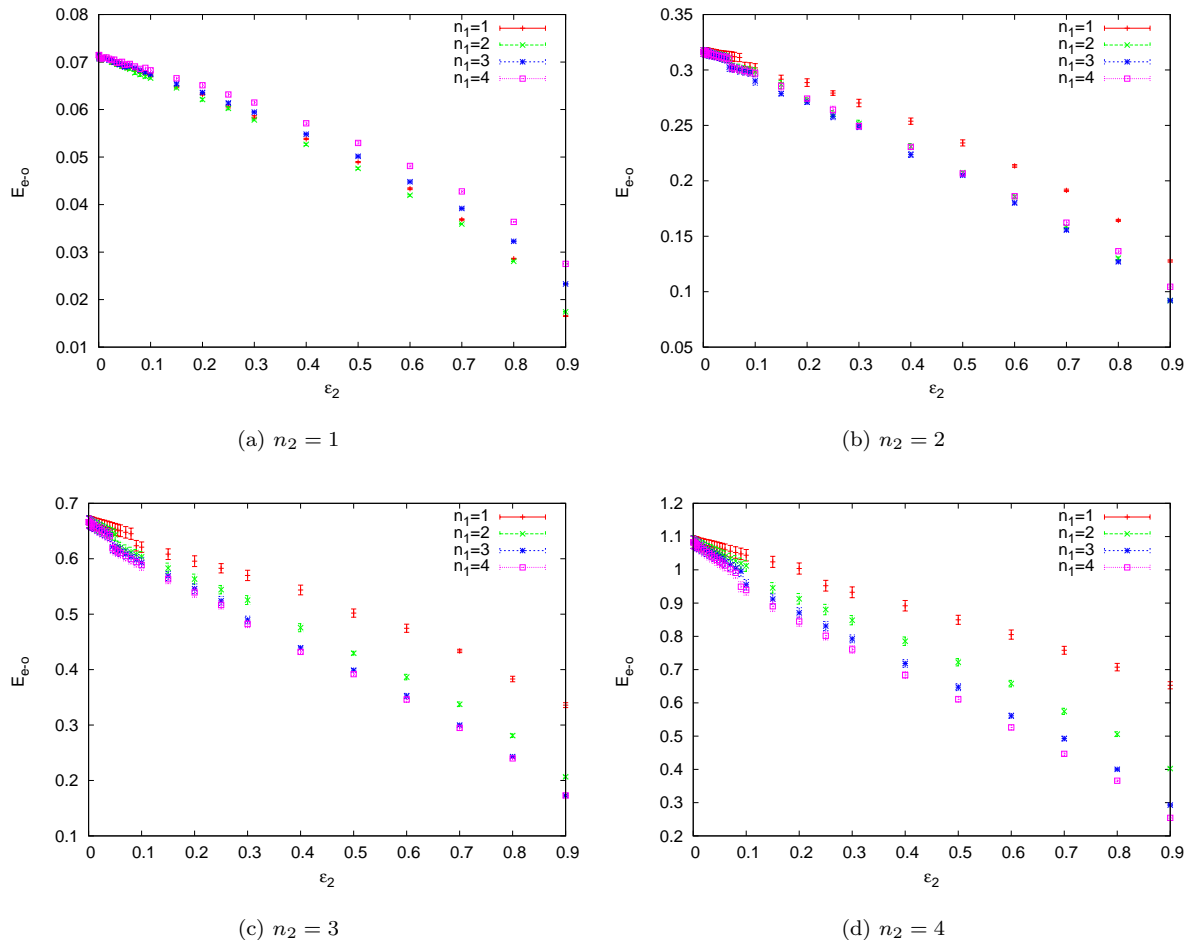 0.08
0.07
0.06
0.05
0.04
0.03
0.02
0.01
E_{e-o}
0 0.1 0.2 0.3 0.4 0.5 0.6 0.7 0.8 0.9
ε_2
n_1=1
n_1=2
n_1=3
n_1=4
(a) n_2 = 1
0.35
0.3
0.25
0.2
0.15
0.1
0.05
E_{e-o}
0 0.1 0.2 0.3 0.4 0.5 0.6 0.7 0.8 0.9
ε_2
n_1=1
n_1=2
n_1=3
n_1=4
(b) n_2 = 2
0.7
0.6
0.5
0.4
0.3
0.2
0.1
E_{e-o}
0 0.1 0.2 0.3 0.4 0.5 0.6 0.7 0.8 0.9
ε_2
n_1=1
n_1=2
n_1=3
n_1=4
(c) n_2 = 3
1.2
1.1
1
0.9
0.8
0.7
0.6
0.5
0.4
0.3
0.2
E_{e-o}
0 0.1 0.2 0.3 0.4 0.5 0.6 0.7 0.8 0.9
ε_2
n_1=1
n_1=2
n_1=3
n_1=4
(d) n_2 = 4